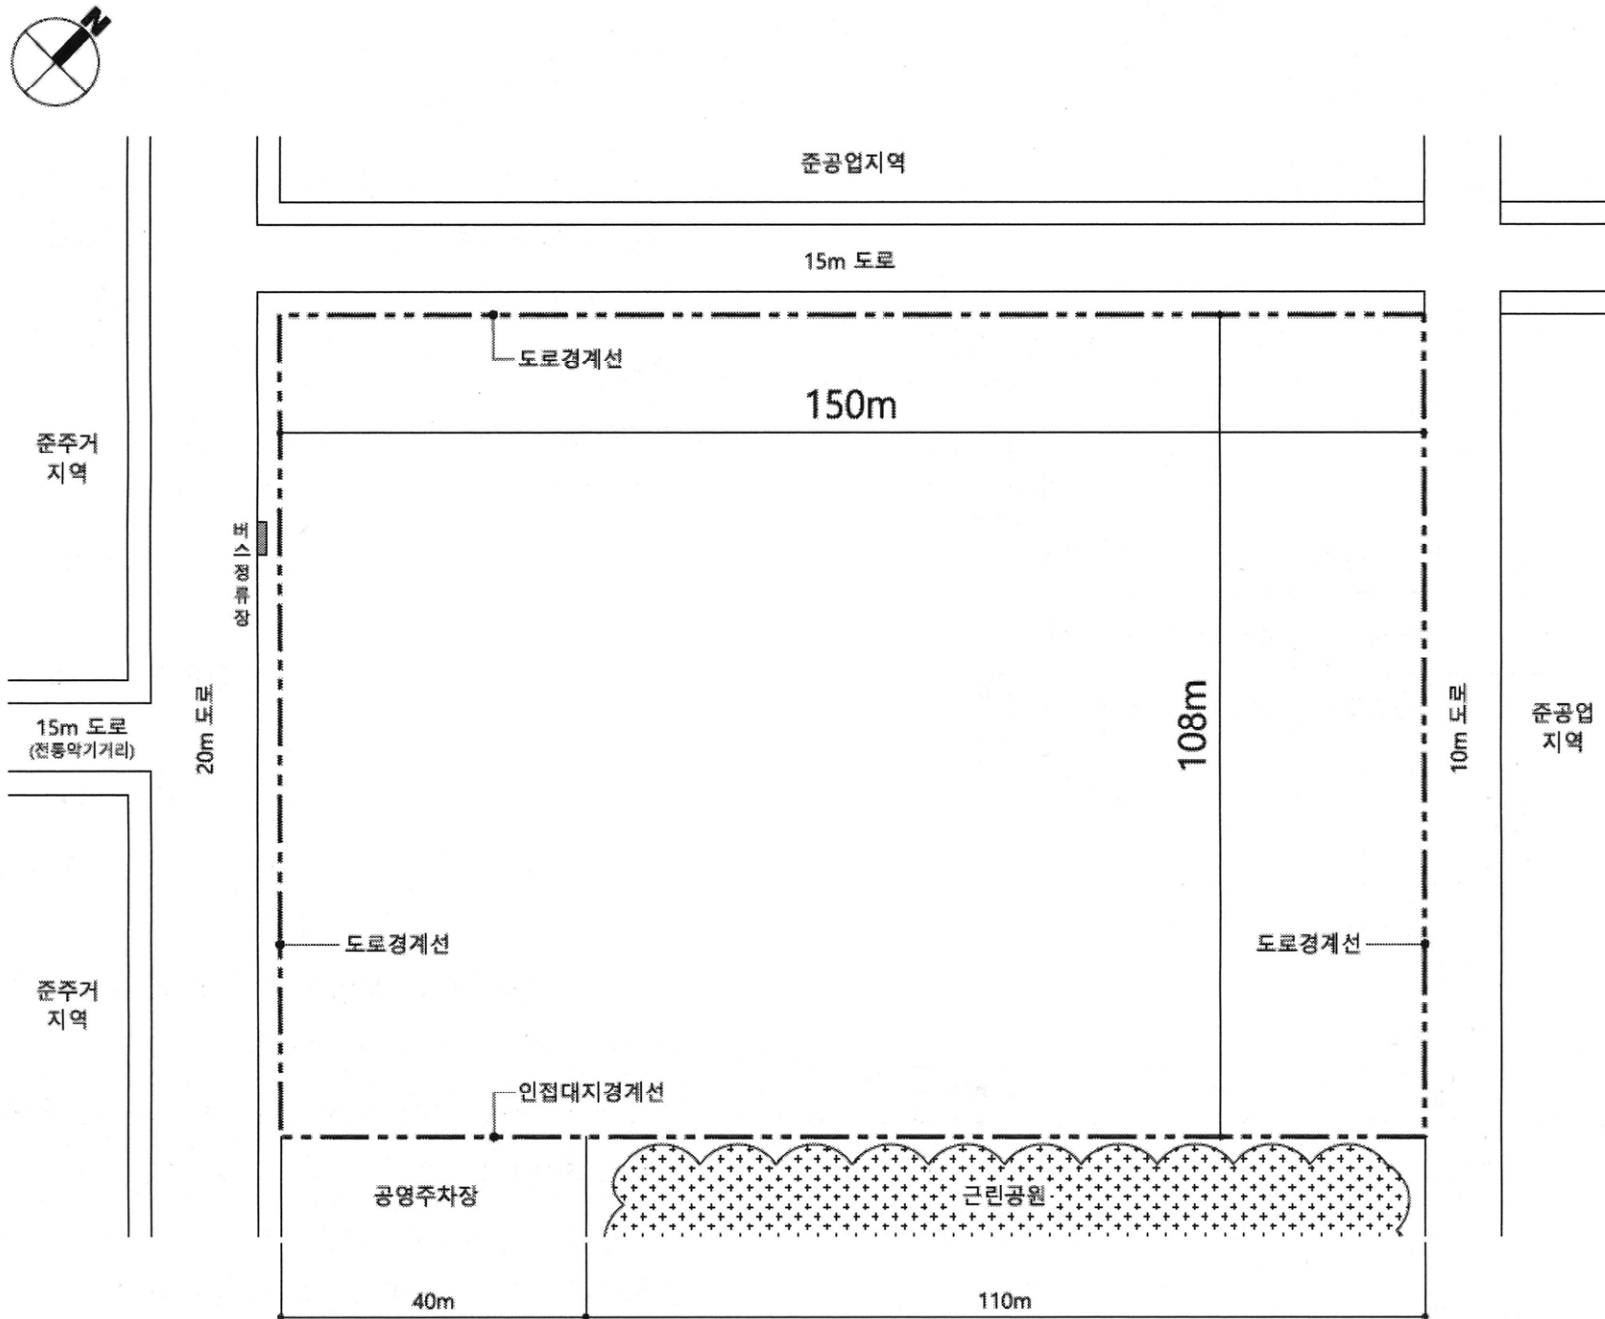 N
준공업지역
15m 도로
도로경계선
150m
준주거
지역
버스정류장
108m
20m 도로
10m 도로
15m 도로
(전통악기거리)
준공업
지역
도로경계선
도로경계선
준주거
지역
인접대지경계선
공영주차장
근린공원
40m
110m